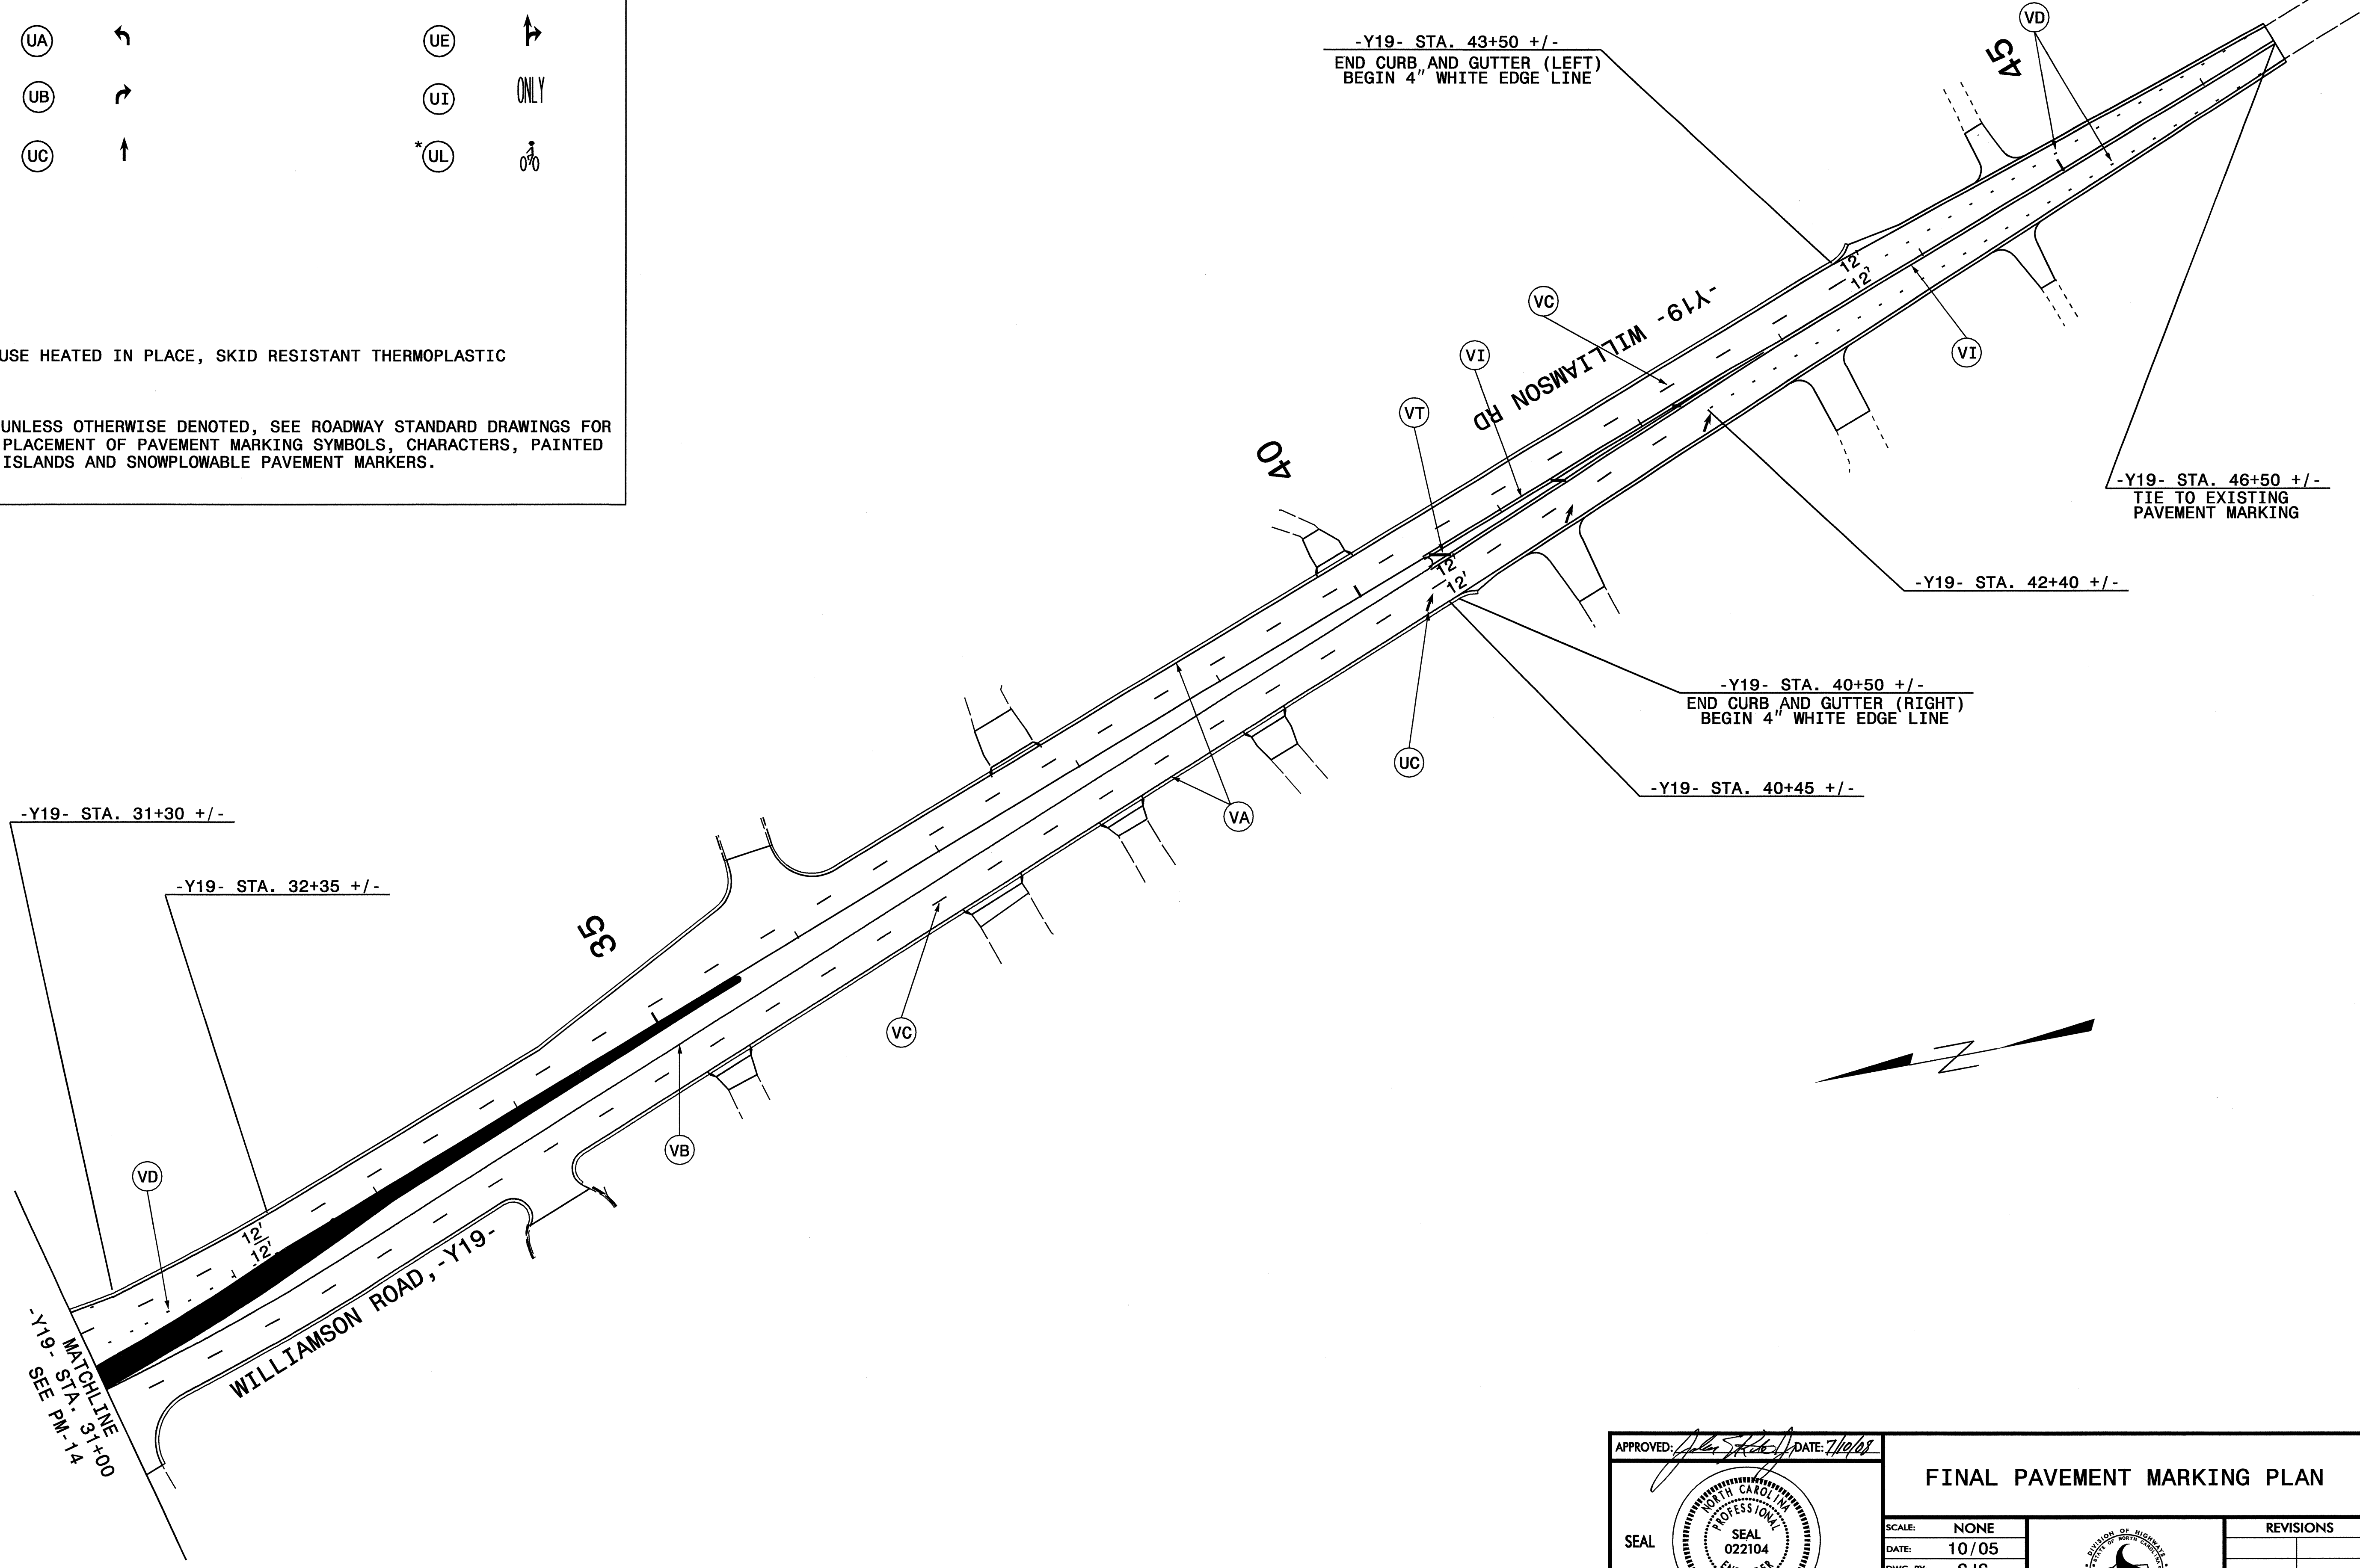 UA
UE
UB
UI
ONLY
UC
* UL
USE HEATED IN PLACE, SKID RESISTANT THERMOPLASTIC
UNLESS OTHERWISE DENOTED, SEE ROADWAY STANDARD DRAWINGS FOR
PLACEMENT OF PAVEMENT MARKING SYMBOLS, CHARACTERS, PAINTED
ISLANDS AND SNOWPLOWABLE PAVEMENT MARKERS.
-Y19- STA. 43+50 +/-
END CURB AND GUTTER (LEFT)
BEGIN 4" WHITE EDGE LINE
45
VD
12'
12'
VC
-Y19- WILLIAMSON RD
VI
VI
VT
40
-Y19- STA. 46+50 +/-
TIE TO EXISTING
PAVEMENT MARKING
12'
12'
-Y19- STA. 42+40 +/-
-Y19- STA. 40+50 +/-
END CURB AND GUTTER (RIGHT)
BEGIN 4" WHITE EDGE LINE
UC
-Y19- STA. 40+45 +/-
VA
-Y19- STA. 31+30 +/-
-Y19- STA. 32+35 +/-
35
VC
Z
VB
VD
12'
12'
WILLIAMSON ROAD, -Y19-
MATCHLINE
-Y19- STA. 31+00
SEE PM-14
APPROVED: DATE: 7/10/08
FINAL PAVEMENT MARKING PLAN
SEAL
NORTH CAROLINA
PROFESSIONAL
SEAL
022104
SCALE: NONE
DATE: 10/05
DIVISION OF HIGHWAYS
REVISIONS